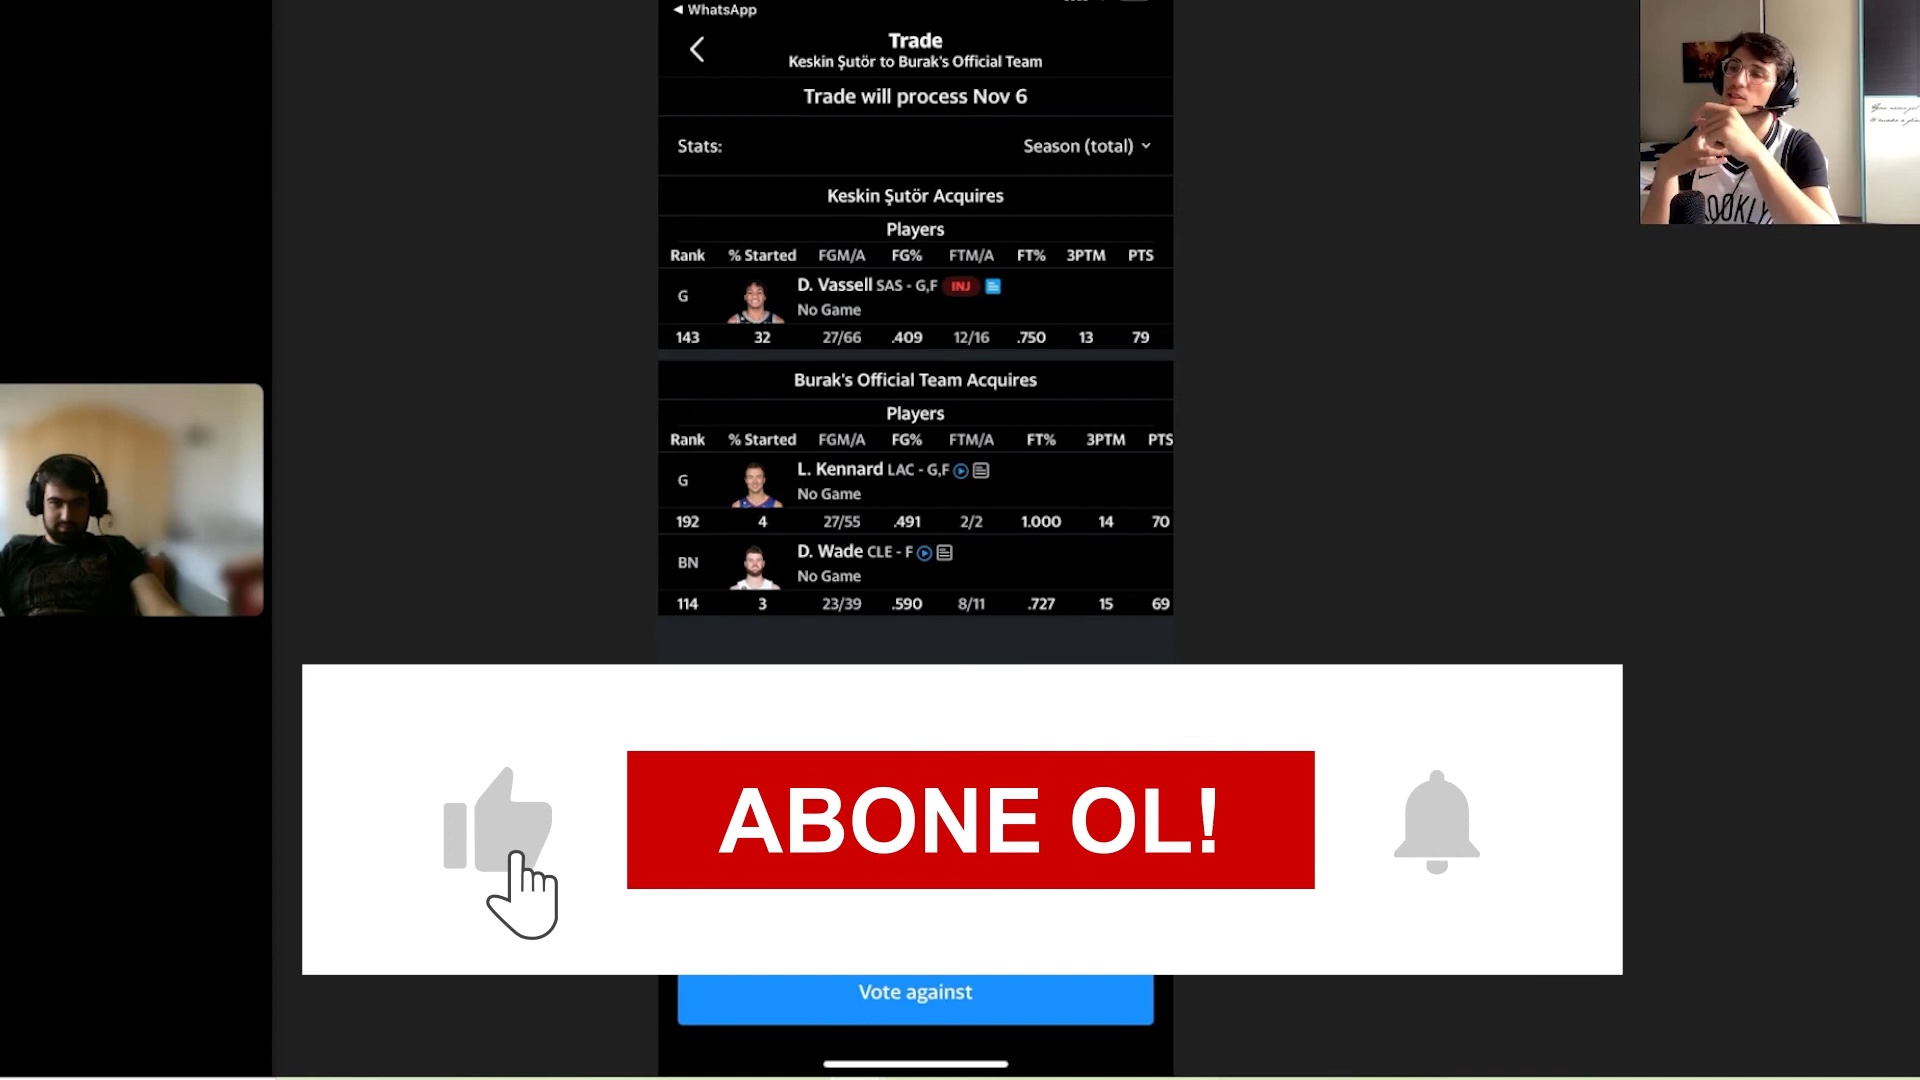 ◀ WhatsApp
Trade
Keskin Şutör to Burak's Official Team
Trade will process Nov 6
Stats: Season (total)
Keskin Şutör Acquires
Players
Rank % Started FGM/A FG% FTM/A FT% 3PTM PTS
G D. Vassell SAS - G,F INJ
No Game
143 32 27/66 .409 12/16 .750 13 79
Burak's Official Team Acquires
Players
Rank % Started FGM/A FG% FTM/A FT% 3PTM PTS
G L. Kennard LAC - G,F
No Game
192 4 27/55 .491 2/2 1.000 14 70
BN D. Wade CLE - F
No Game
114 3 23/39 .590 8/11 .727 15 69
ABONE OL!
Vote against